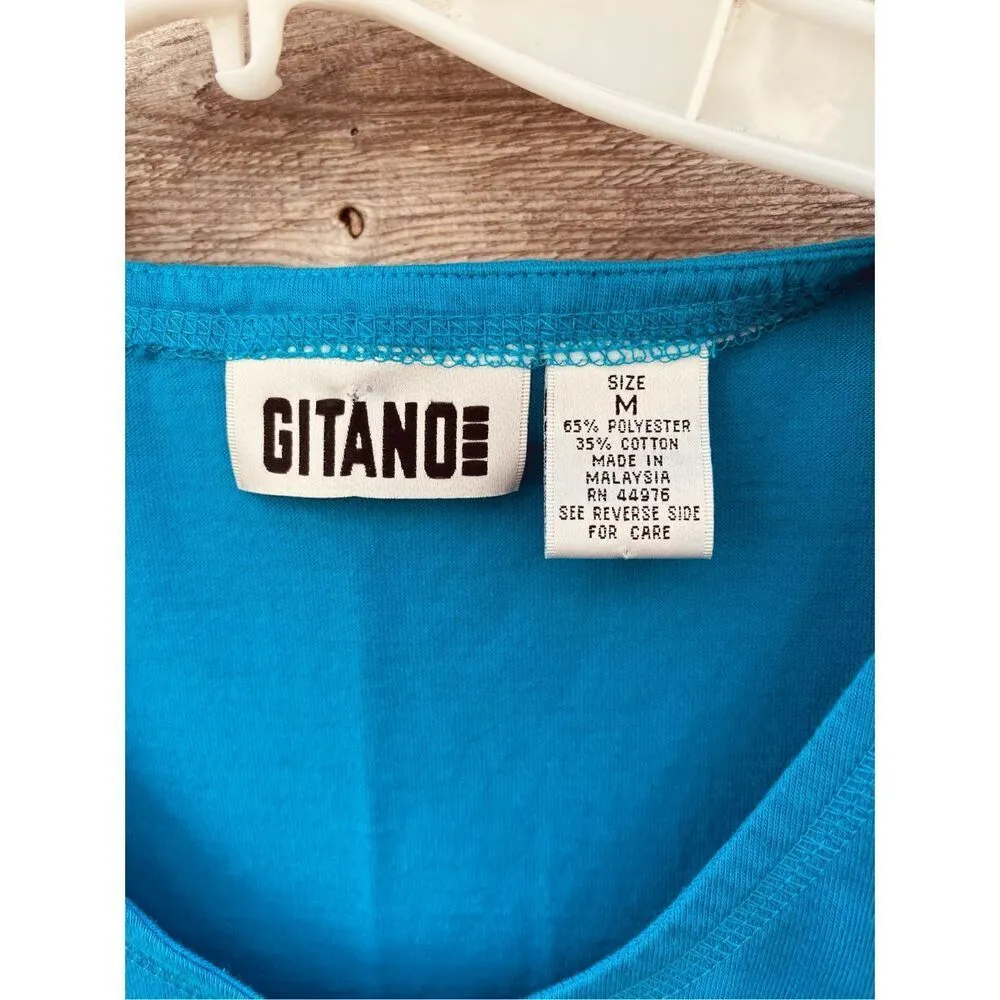 GITANO
SIZE
M
65% POLYESTER
35% COTTON
MADE IN
MALAYSIA
RN 44976
SEE REVERSE SIDE
FOR CARE